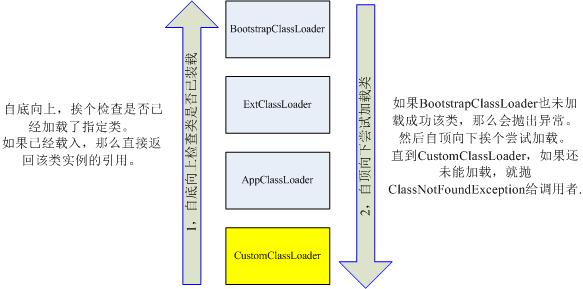 自底向上，挨个检查是否已
经加载了指定类。
如果已经载入，那么直接返
回该类实例的引用。
1，自底向上检查类是否已装载
BootstrapClassLoader
ExtClassLoader
AppClassLoader
CustomClassLoader
2，自顶向下尝试加载类
如果BootstrapClassLoader也未加
载成功该类，那么会抛出异常。
然后自顶向下挨个尝试加载。
直到CustomClassLoader，如果还
未能加载，就抛
ClassNotFoundException给调用者.